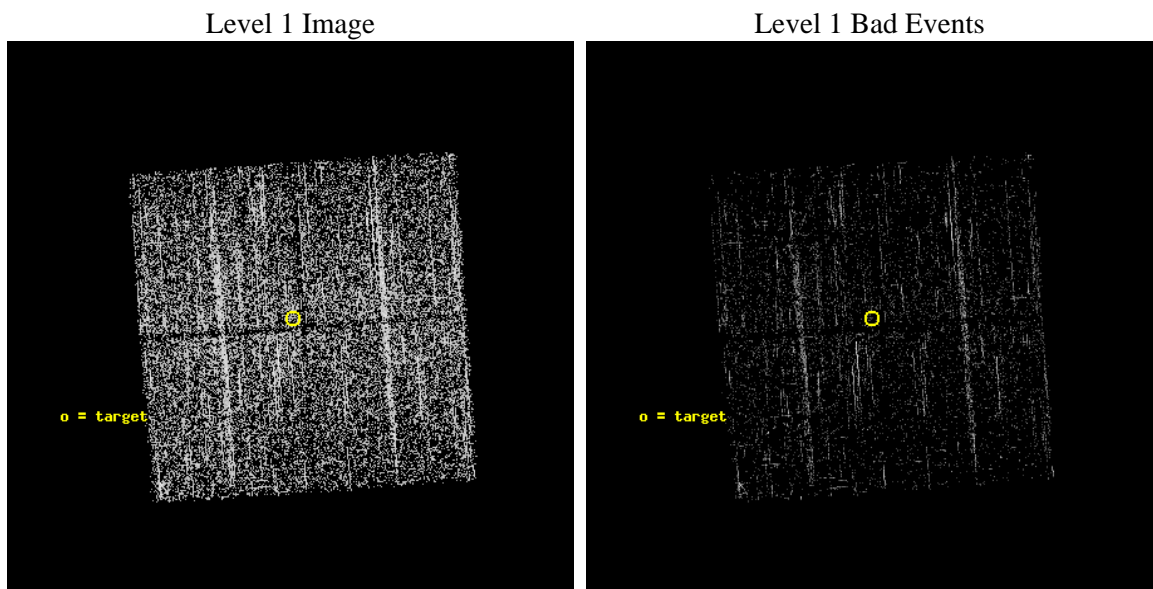 Level 1 Image
Level 1 Bad Events
o = target
o = target